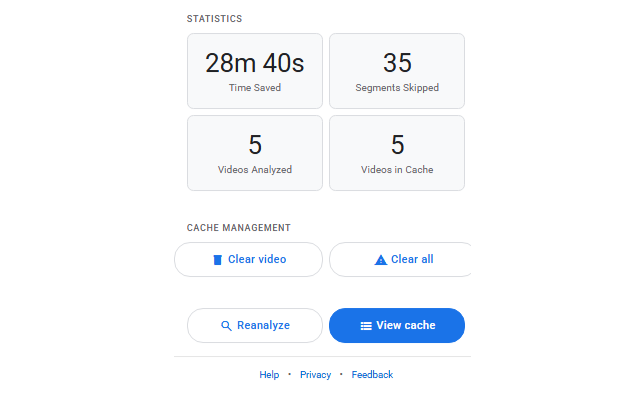 STATISTICS
28m 40s
35
Time Saved
Segments Skipped
5
5
Videos Analyzed
Videos in Cache
CACHE MANAGEMENT
Clear video
Clear all
Reanalyze
View cache
Help • Privacy • Feedback